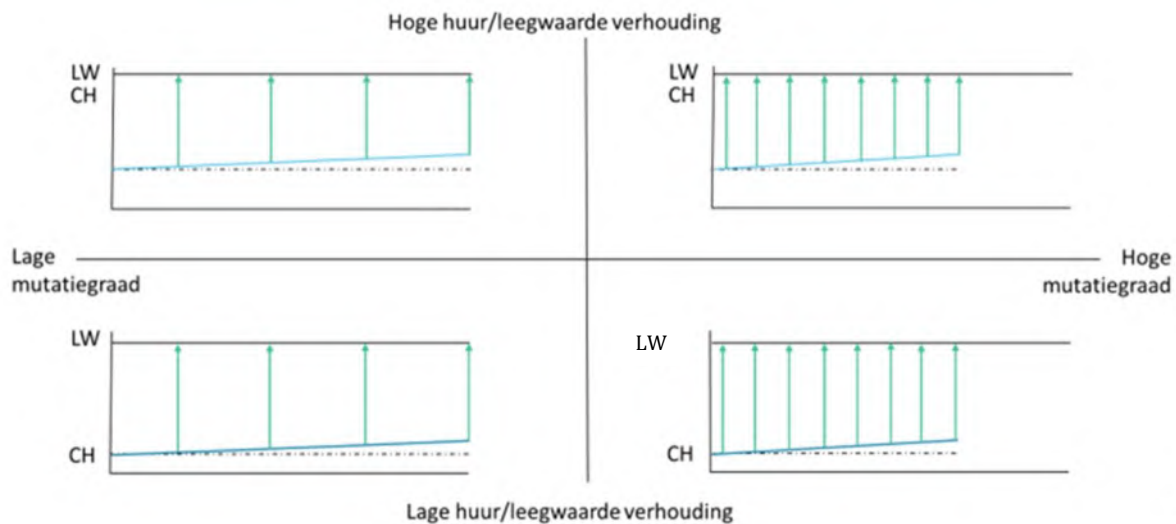 Hoge huur/leegwaarde verhouding
LW
CH
LW
CH
Lage
mutatiegraad
Hoge
mutatiegraad
LW
LW
CH
CH
Lage huur/leegwaarde verhouding